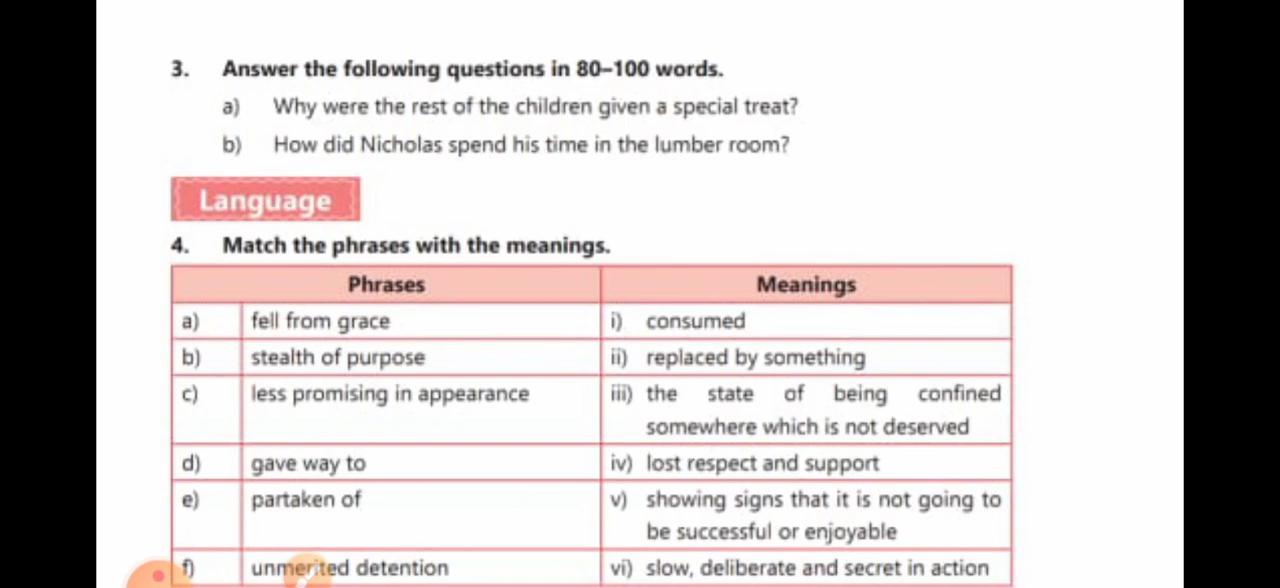 3. Answer the following questions in 80–100 words.
a) Why were the rest of the children given a special treat?
b) How did Nicholas spend his time in the lumber room?
Language
4. Match the phrases with the meanings.
Phrases Meanings
a) fell from grace i) consumed
b) stealth of purpose ii) replaced by something
c) less promising in appearance iii) the state of being confined
somewhere which is not deserved
d) gave way to iv) lost respect and support
e) partaken of v) showing signs that it is not going to
be successful or enjoyable
f) unmerited detention vi) slow, deliberate and secret in action